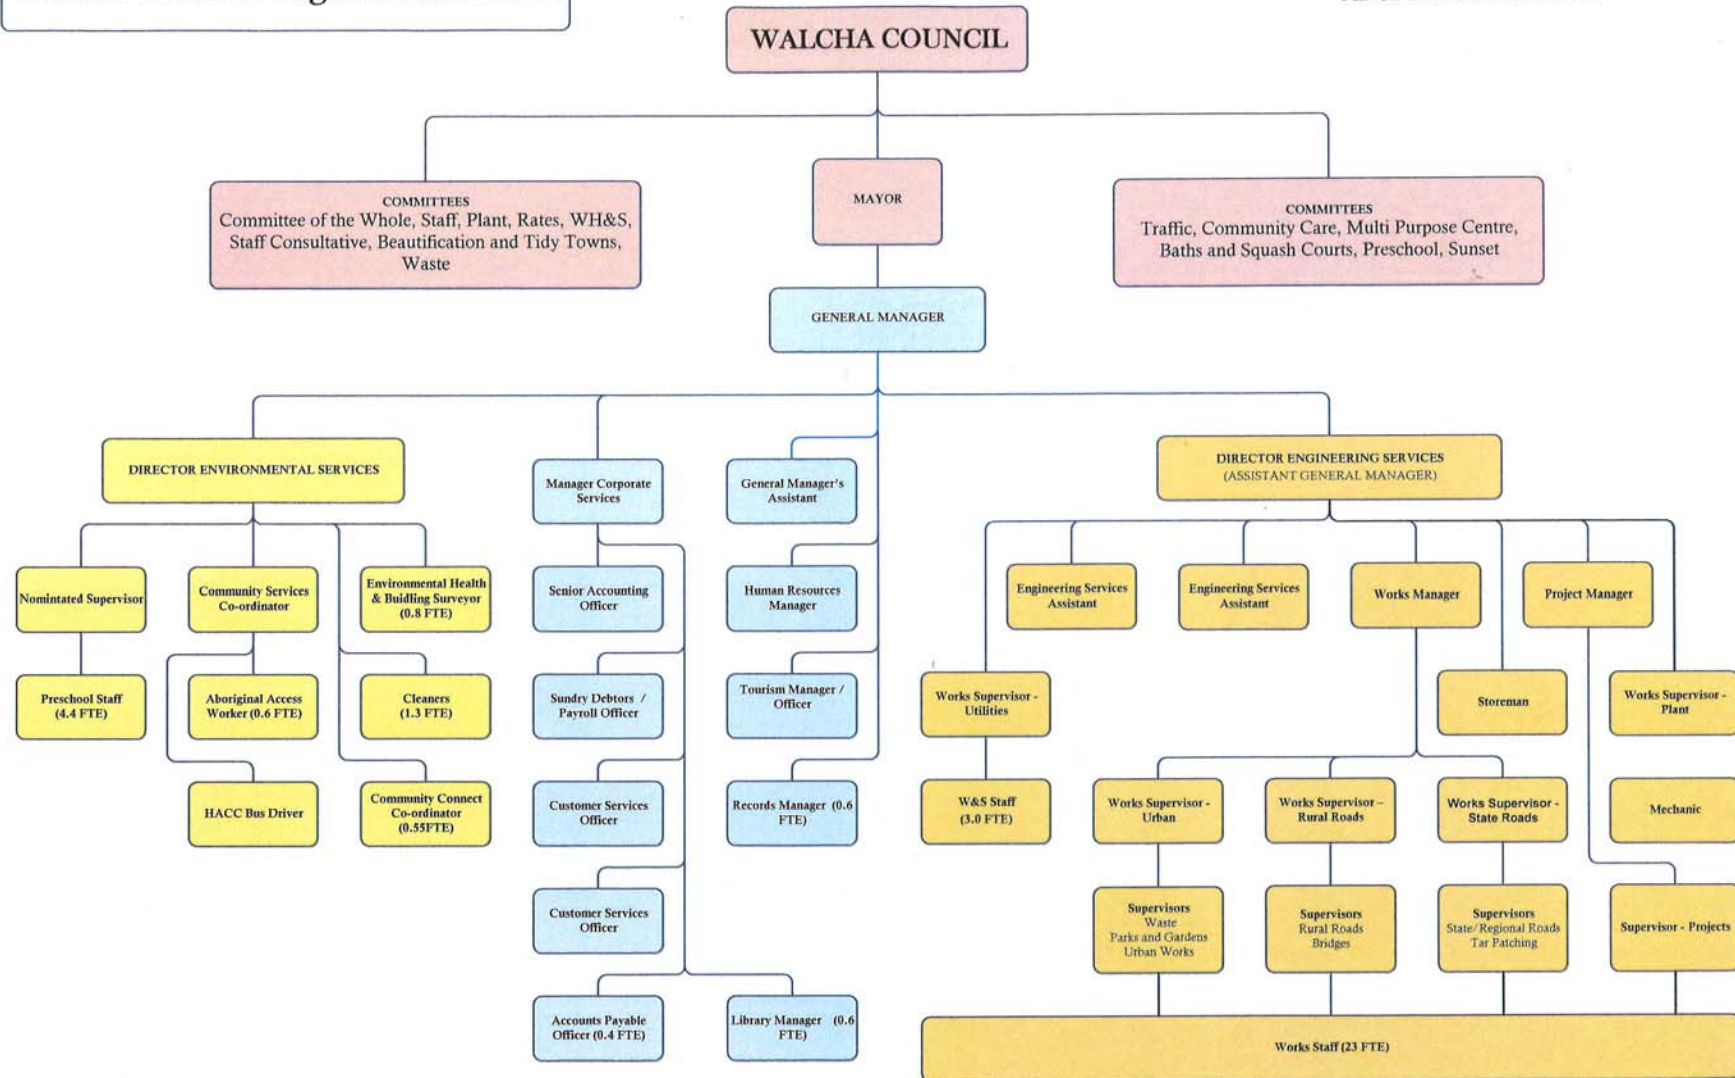 WALCHA COUNCIL
COMMITTEES
Committee of the Whole, Staff, Plant, Rates, WH&S,
Staff Consultative, Beautification and Tidy Towns,
Waste
MAYOR
COMMITTEES
Traffic, Community Care, Multi Purpose Centre,
Baths and Squash Courts, Preschool, Sunset
GENERAL MANAGER
DIRECTOR ENVIRONMENTAL SERVICES
Manager Corporate
Services
General Manager's
Assistant
DIRECTOR ENGINEERING SERVICES
(ASSISTANT GENERAL MANAGER)
Nomintated Supervisor
Community Services
Co-ordinator
Environmental Health
& Buidling Surveyor
(0.8 FTE)
Senior Accounting
Officer
Human Resources
Manager
Engineering Services
Assistant
Engineering Services
Assistant
Works Manager
Project Manager
Preschool Staff
(4.4 FTE)
Aboriginal Access
Worker (0.6 FTE)
Cleaners
(1.3 FTE)
Sundry Debtors /
Payroll Officer
Tourism Manager /
Officer
Works Supervisor -
Utilities
Storeman
Works Supervisor -
Plant
HACC Bus Driver
Community Connect
Co-ordinator
(0.55FTE)
Customer Services
Officer
Records Manager (0.6
FTE)
W&S Staff
(3.0 FTE)
Works Supervisor -
Urban
Works Supervisor –
Rural Roads
Works Supervisor -
State Roads
Mechanic
Customer Services
Officer
Supervisors
Waste
Parks and Gardens
Urban Works
Supervisors
Rural Roads
Bridges
Supervisors
State/Regional Roads
Tar Patching
Supervisor - Projects
Accounts Payable
Officer (0.4 FTE)
Library Manager (0.6
FTE)
Works Staff (23 FTE)